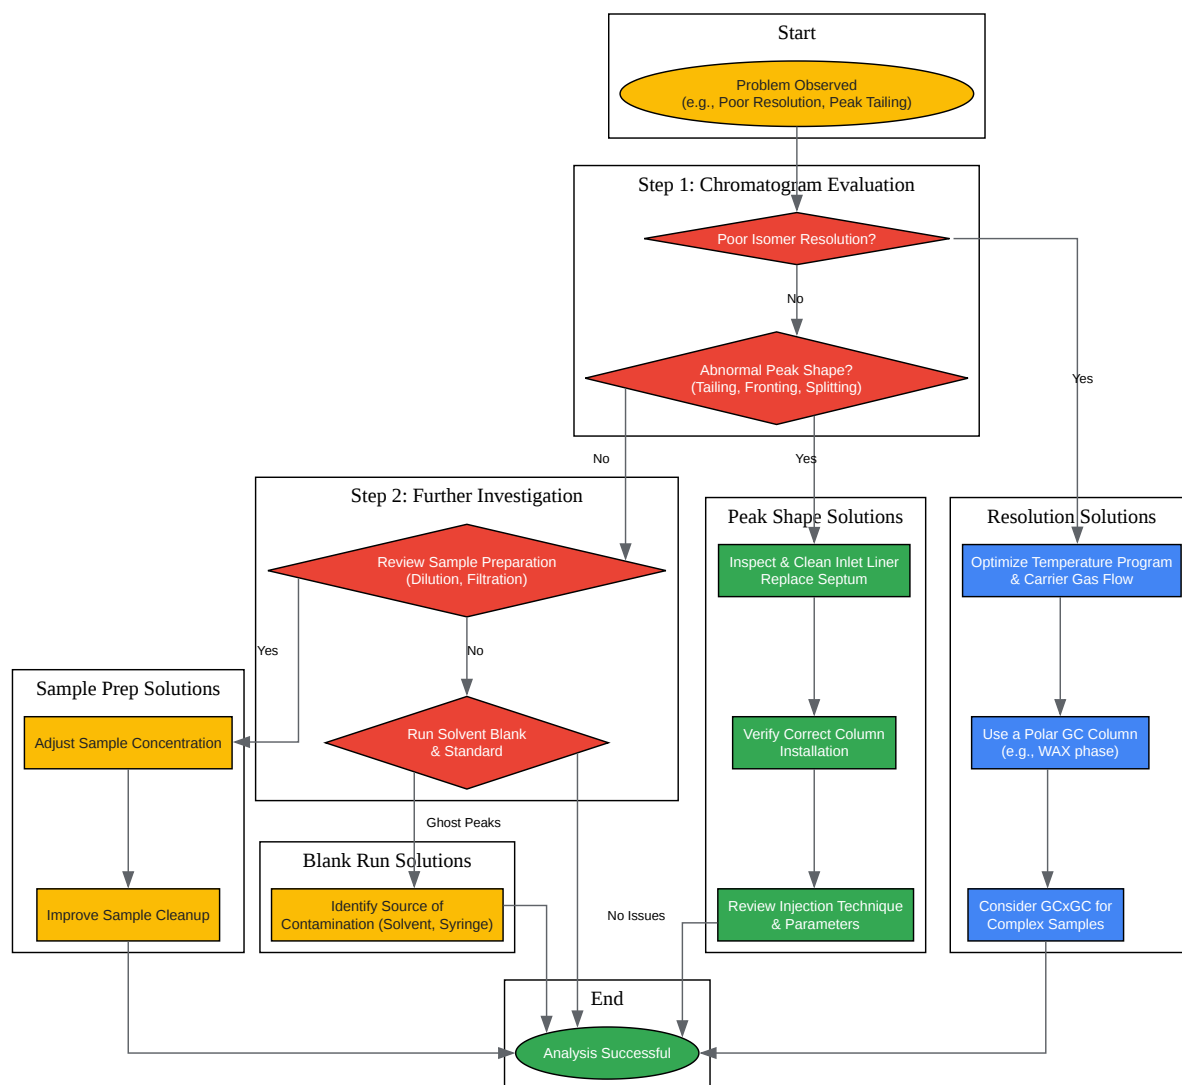 Start
Problem Observed
(e.g., Poor Resolution, Peak Tailing)
Step 1: Chromatogram Evaluation
Poor Isomer Resolution?
No
Abnormal Peak Shape?
(Tailing, Fronting, Splitting)
Yes
No
Yes
Step 2: Further Investigation
Review Sample Preparation
(Dilution, Filtration)
Yes
No
Run Solvent Blank
& Standard
Peak Shape Solutions
Inspect & Clean Inlet Liner
Replace Septum
Verify Correct Column
Installation
Review Injection Technique
& Parameters
Resolution Solutions
Optimize Temperature Program
& Carrier Gas Flow
Use a Polar GC Column
(e.g., WAX phase)
Consider GCxGC for
Complex Samples
Sample Prep Solutions
Adjust Sample Concentration
Improve Sample Cleanup
Ghost Peaks
Blank Run Solutions
Identify Source of
Contamination (Solvent, Syringe)
No Issues
End
Analysis Successful